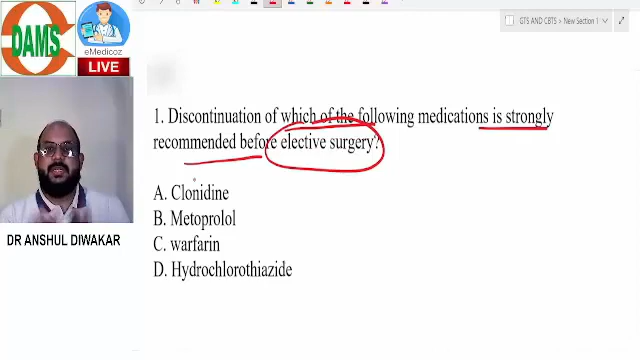 GTS AND CBTS > New Section 1
DAMS
eMedicoz
LIVE
1. Discontinuation of which of the following medications is strongly
recommended before elective surgery?
A. Clonidine
B. Metoprolol
C. warfarin
D. Hydrochlorothiazide
DR ANSHUL DIWAKAR